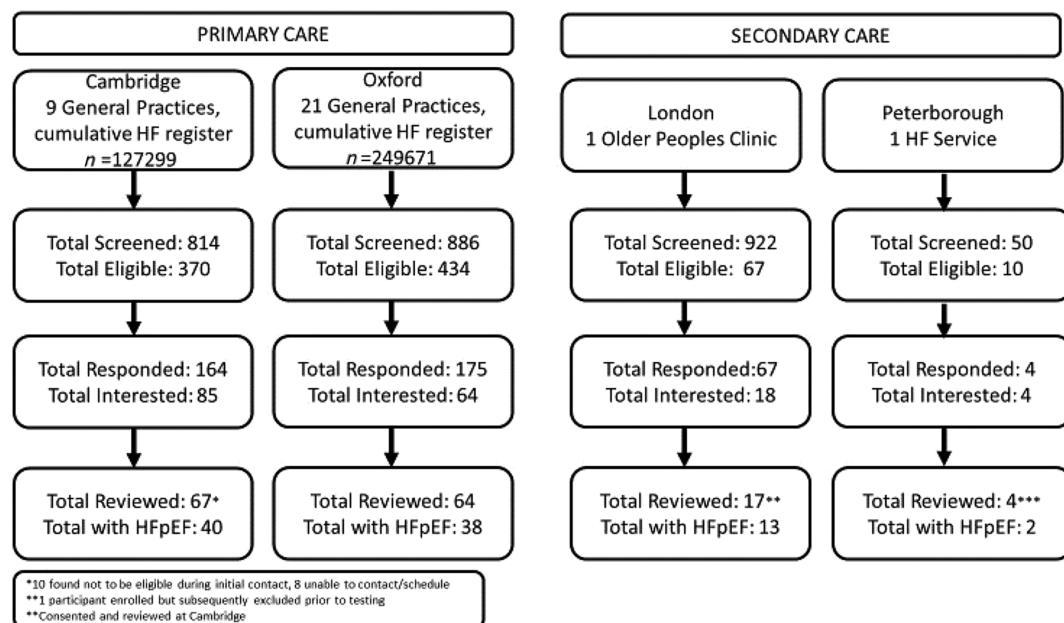 PRIMARY CARE
Cambridge
9 General Practices,
cumulative HF register
n =127299
Oxford
21 General Practices,
cumulative HF register
n =249671
Total Screened: 814
Total Eligible: 370
Total Screened: 886
Total Eligible: 434
Total Responded: 164
Total Interested: 85
Total Responded: 175
Total Interested: 64
Total Reviewed: 67*
Total with HFpEF: 40
Total Reviewed: 64
Total with HFpEF: 38
SECONDARY CARE
London
1 Older Peoples Clinic
Peterborough
1 HF Service
Total Screened: 922
Total Eligible: 67
Total Screened: 50
Total Eligible: 10
Total Responded:67
Total Interested: 18
Total Responded: 4
Total Interested: 4
Total Reviewed: 17**
Total with HFpEF: 13
Total Reviewed: 4***
Total with HFpEF: 2
*10 found not to be eligible during initial contact, 8 unable to contact/schedule
**1 participant enrolled but subsequently excluded prior to testing
**Consented and reviewed at Cambridge